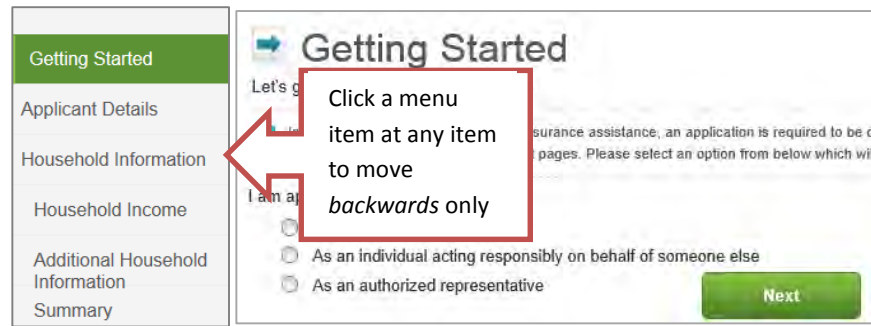 Getting Started
Applicant Details
Household Information
Household Income
Additional Household
Information
Summary
Getting Started
Let's g
Click a menu
item at any item
to move
backwards only
surance assistance, an application is required to be
pages. Please select an option from below which wil
I am ap
As an individual acting responsibly on behalf of someone else
As an authorized representative
Next